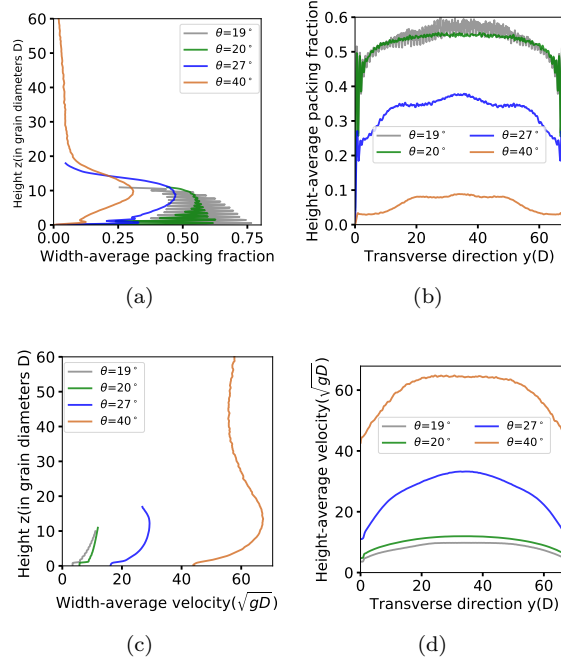 60
50
40
30
20
10
0
Height z(in grain diameters D)
θ=19°
θ=20°
θ=27°
θ=40°
0.00 0.25 0.50 0.75
Width-average packing fraction
(a)
0.6
0.5
0.4
0.3
0.2
0.1
0.0
Height-average packing fraction
θ=19° θ=27°
θ=20° θ=40°
0 20 40 60
Transverse direction y(D)
(b)
60
50
40
30
20
10
0
Height z(in grain diameters D)
θ=19°
θ=20°
θ=27°
θ=40°
0 20 40 60
Width-average velocity(√gD)
(c)
60
40
20
0
Height-average velocity(√gD)
θ=19° θ=27°
θ=20° θ=40°
0 20 40 60
Transverse direction y(D)
(d)